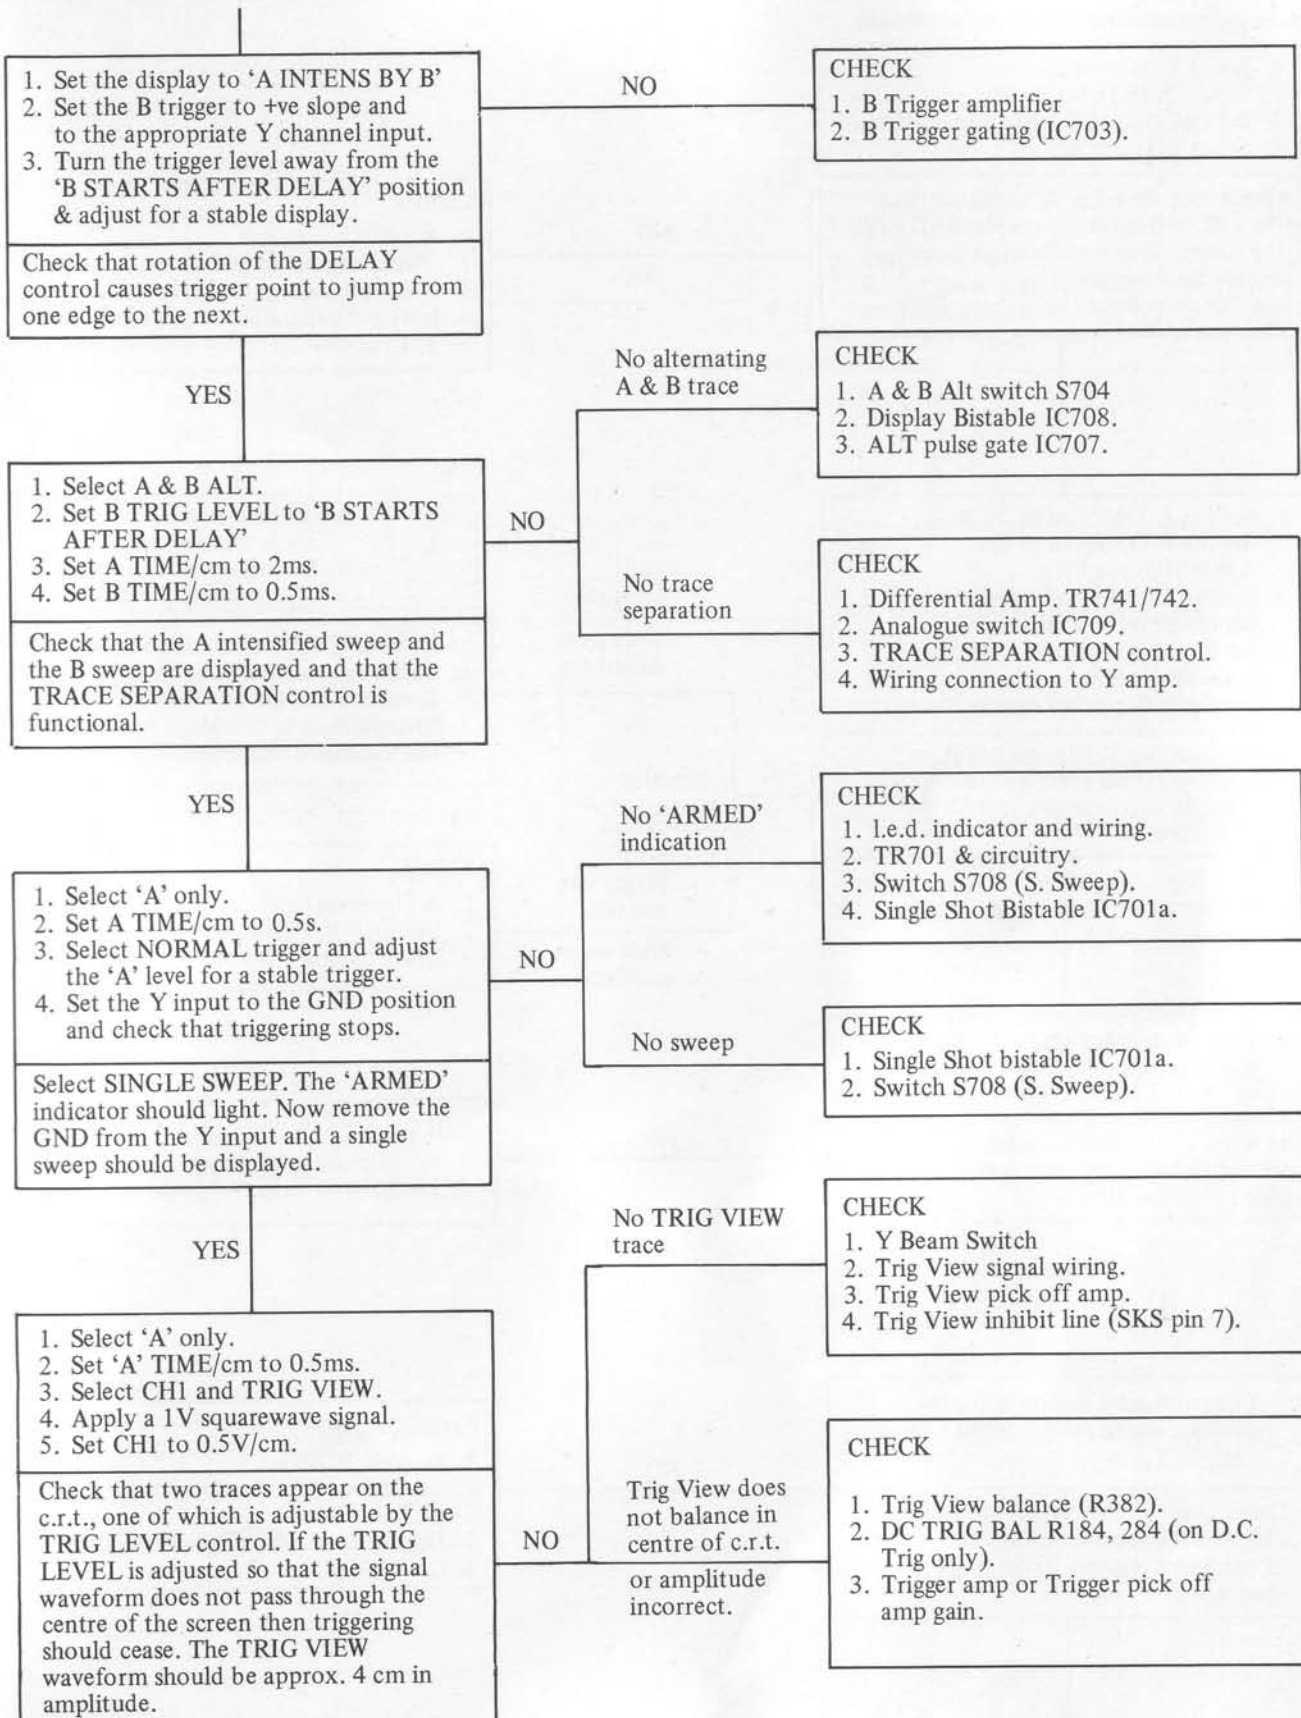 1. Set the display to ‘A INTENS BY B’
2. Set the B trigger to +ve slope and
to the appropriate Y channel input.
3. Turn the trigger level away from the
‘B STARTS AFTER DELAY’ position
& adjust for a stable display.
Check that rotation of the DELAY
control causes trigger point to jump from
one edge to the next.
NO
CHECK
1. B Trigger amplifier
2. B Trigger gating (IC703).
YES
1. Select A & B ALT.
2. Set B TRIG LEVEL to ‘B STARTS
AFTER DELAY’
3. Set A TIME/cm to 2ms.
4. Set B TIME/cm to 0.5ms.
Check that the A intensified sweep and
the B sweep are displayed and that the
TRACE SEPARATION control is
functional.
NO
No alternating
A & B trace
CHECK
1. A & B Alt switch S704
2. Display Bistable IC708.
3. ALT pulse gate IC707.
No trace
separation
CHECK
1. Differential Amp. TR741/742.
2. Analogue switch IC709.
3. TRACE SEPARATION control.
4. Wiring connection to Y amp.
YES
1. Select ‘A’ only.
2. Set A TIME/cm to 0.5s.
3. Select NORMAL trigger and adjust
the ‘A’ level for a stable trigger.
4. Set the Y input to the GND position
and check that triggering stops.
Select SINGLE SWEEP. The ‘ARMED’
indicator should light. Now remove the
GND from the Y input and a single
sweep should be displayed.
NO
No ‘ARMED’
indication
CHECK
1. l.e.d. indicator and wiring.
2. TR701 & circuitry.
3. Switch S708 (S. Sweep).
4. Single Shot Bistable IC701a.
No sweep
CHECK
1. Single Shot bistable IC701a.
2. Switch S708 (S. Sweep).
YES
1. Select ‘A’ only.
2. Set ‘A’ TIME/cm to 0.5ms.
3. Select CH1 and TRIG VIEW.
4. Apply a 1V squarewave signal.
5. Set CH1 to 0.5V/cm.
Check that two traces appear on the
c.r.t., one of which is adjustable by the
TRIG LEVEL control. If the TRIG
LEVEL is adjusted so that the signal
waveform does not pass through the
centre of the screen then triggering
should cease. The TRIG VIEW
waveform should be approx. 4 cm in
amplitude.
NO
No TRIG VIEW
trace
CHECK
1. Y Beam Switch
2. Trig View signal wiring.
3. Trig View pick off amp.
4. Trig View inhibit line (SKS pin 7).
Trig View does
not balance in
centre of c.r.t.
or amplitude
incorrect.
CHECK
1. Trig View balance (R382).
2. DC TRIG BAL R184, 284 (on D.C.
Trig only).
3. Trigger amp or Trigger pick off
amp gain.